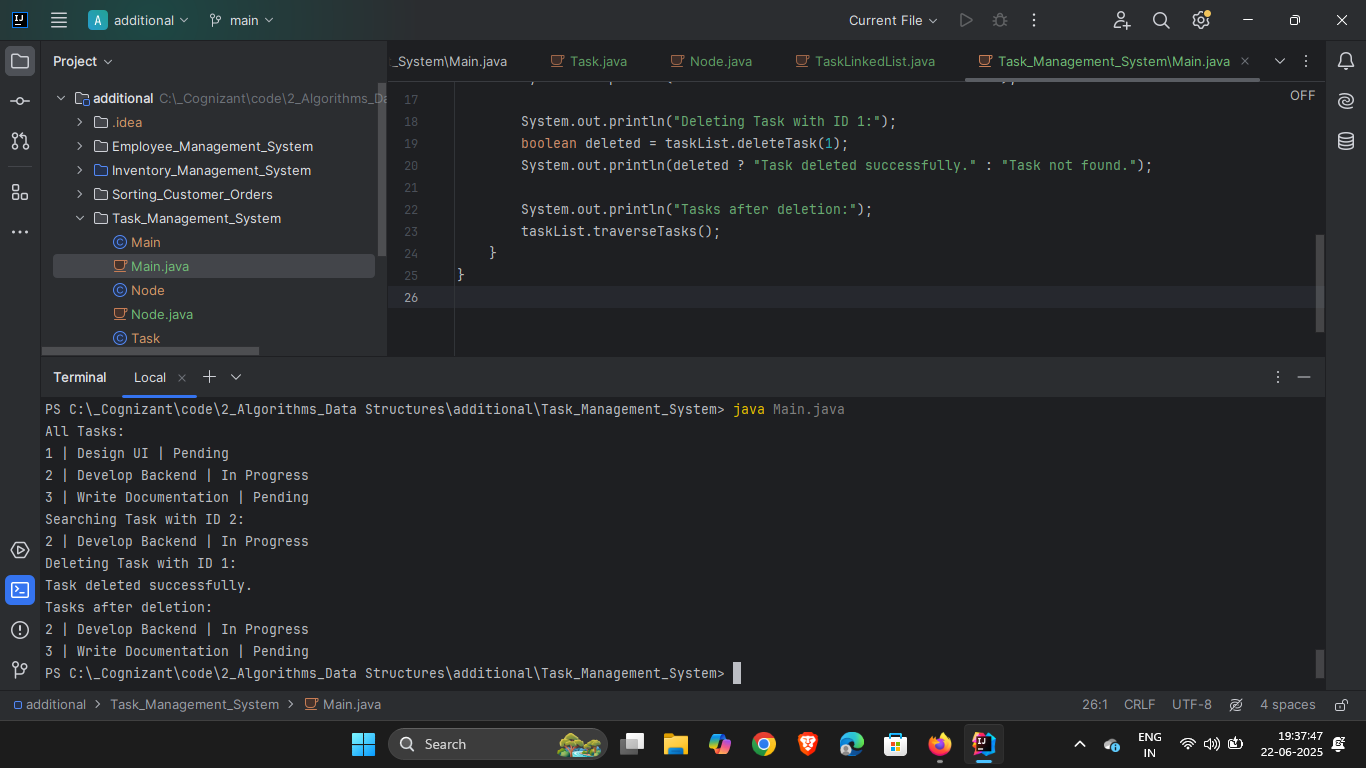 A additional main Current File
Project
additional C:\_Cognizant\code\2_Algorithms_Da
.idea
Employee_Management_System
Inventory_Management_System
Sorting_Customer_Orders
Task_Management_System
Main
Main.java
Node
Node.java
Task
_System\Main.java Task.java Node.java TaskLinkedList.java Task_Management_System\Main.java
OFF
17
18 System.out.println("Deleting Task with ID 1:");
19 boolean deleted = taskList.deleteTask(1);
20 System.out.println(deleted ? "Task deleted successfully." : "Task not found.");
21
22 System.out.println("Tasks after deletion:");
23 taskList.traverseTasks();
24 }
25 }
26
Terminal Local
PS C:\_Cognizant\code\2_Algorithms_Data Structures\additional\Task_Management_System> java Main.java
All Tasks:
1 | Design UI | Pending
2 | Develop Backend | In Progress
3 | Write Documentation | Pending
Searching Task with ID 2:
2 | Develop Backend | In Progress
Deleting Task with ID 1:
Task deleted successfully.
Tasks after deletion:
2 | Develop Backend | In Progress
3 | Write Documentation | Pending
PS C:\_Cognizant\code\2_Algorithms_Data Structures\additional\Task_Management_System>
additional > Task_Management_System > Main.java 26:1 CRLF UTF-8 4 spaces
Search
ENG
IN
19:37:47
22-06-2025